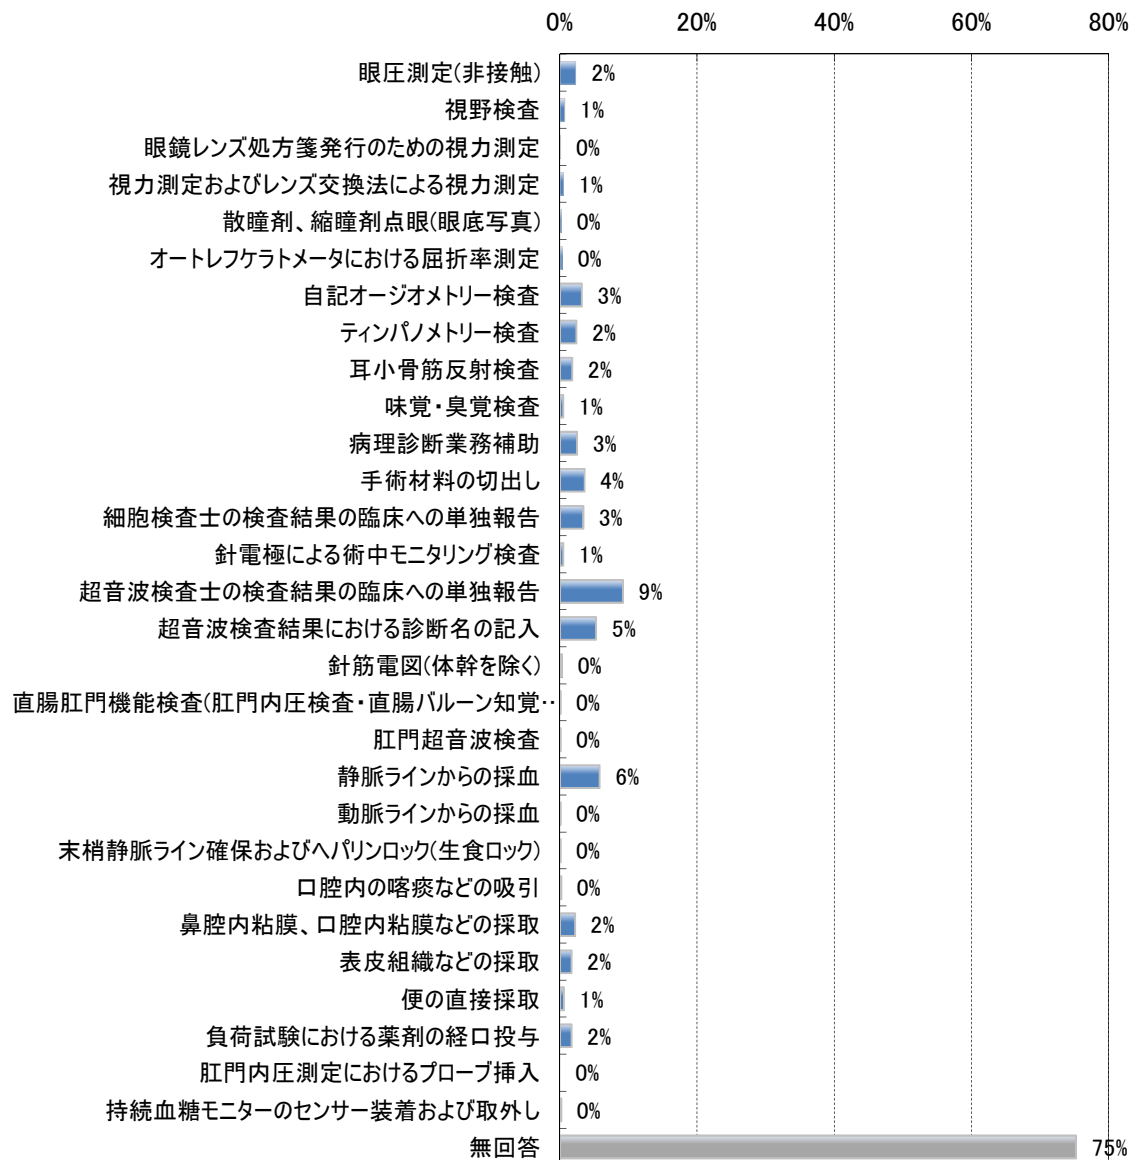 0% 20% 40% 60% 80%
眼圧測定(非接触) 2%
視野検査 1%
眼鏡レンズ処方箋発行のための視力測定 0%
視力測定およびレンズ交換法による視力測定 1%
散瞳剤、縮瞳剤点眼(眼底写真) 0%
オートレフケラトメータにおける屈折率測定 0%
自記オージオメトリー検査 3%
ティンパノメトリー検査 2%
耳小骨筋反射検査 2%
味覚・臭覚検査 1%
病理診断業務補助 3%
手術材料の切出し 4%
細胞検査士の検査結果の臨床への単独報告 3%
針電極による術中モニタリング検査 1%
超音波検査士の検査結果の臨床への単独報告 9%
超音波検査結果における診断名の記入 5%
針筋電図(体幹を除く) 0%
直腸肛門機能検査(肛門内圧検査・直腸バルーン知覚‥ 0%
肛門超音波検査 0%
静脈ラインからの採血 6%
動脈ラインからの採血 0%
末梢静脈ライン確保およびヘパリンロック(生食ロック) 0%
口腔内の喀痰などの吸引 0%
鼻腔内粘膜、口腔内粘膜などの採取 2%
表皮組織などの採取 2%
便の直接採取 1%
負荷試験における薬剤の経口投与 2%
肛門内圧測定におけるプローブ挿入 0%
持続血糖モニターのセンサー装着および取外し 0%
無回答 75%